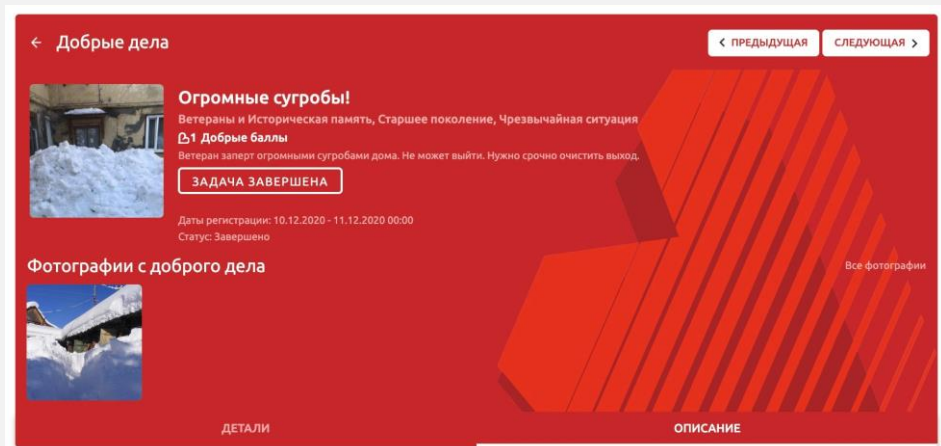 Добрые дела
ПРЕДЫДУЩАЯ
СЛЕДУЮЩАЯ
Огромные сугробы!
Ветераны и Историческая память, Старшее поколение, Чрезвычайная ситуация
1 Добрые баллы
Ветеран заперт огромными сугробами дома. Не может выйти. Нужно срочно очистить выход.
ЗАДАЧА ЗАВЕРШЕНА
Даты регистрации: 10.12.2020 - 11.12.2020 00:00
Статус: Завершено
Фотографии с доброго дела
Все фотографии
ДЕТАЛИ
ОПИСАНИЕ